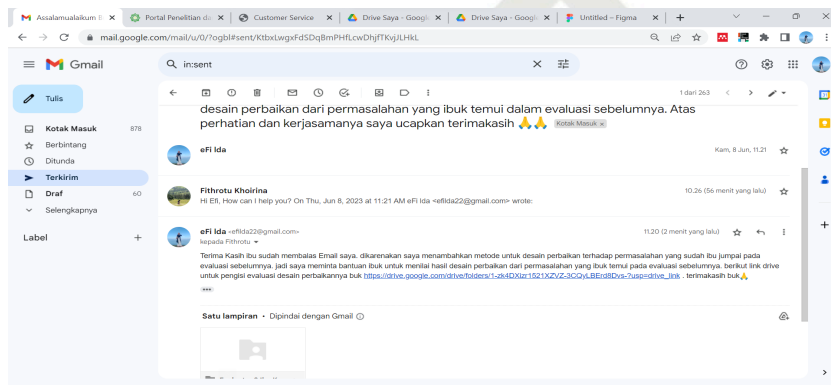 Assalamualaikum B
Portal Penelitian da
Customer Service
Drive Saya - Googl
Drive Saya - Google
Untitled – Figma
mail.google.com/mail/u/0/?ogbl#sent/KtbxLwgxFdSDqBmPHfLcwDhjfTKvjJLHkL
Gmail
in:sent
Tulis
1 dari 263
Kotak Masuk 878
Berbintang
Ditunda
Terkirim
Draf 60
Selengkapnya
Label
desain perbaikan dari permasalahan yang ibuk temui dalam evaluasi sebelumnya. Atas
perhatian dan kerjasamanya saya ucapkan terimakasih 🙏🙏 Kotak Masuk x
eFi Ida Kam, 8 Jun, 11.21
Fithrotu Khoirina 10.26 (56 menit yang lalu)
Hi Efi, How can I help you? On Thu, Jun 8, 2023 at 11:21 AM eFi Ida <efiida22@gmail.com> wrote:
eFi Ida <efiida22@gmail.com> 11.20 (2 menit yang lalu)
kepada Fithrotu
Terima Kasih ibu sudah membalas Email saya. dikarenakan saya menambahkan metode untuk desain perbaikan terhadap permasalahan yang sudah ibu jumpai pada
evaluasi sebelumnya. jadi saya meminta bantuan ibuk untuk menilai hasil desain perbaikan dari permasalahan yang ibuk temui pada evaluasi sebelumnya. berikut link drive
untuk pengisi evaluasi desain perbaikannya buk https://drive.google.com/drive/folders/1-zk4DXIzr1521XZVZ-3CQyLBErd8Dvs-?usp=drive_link . terimakasih buk🙏
Satu lampiran • Dipindai dengan Gmail